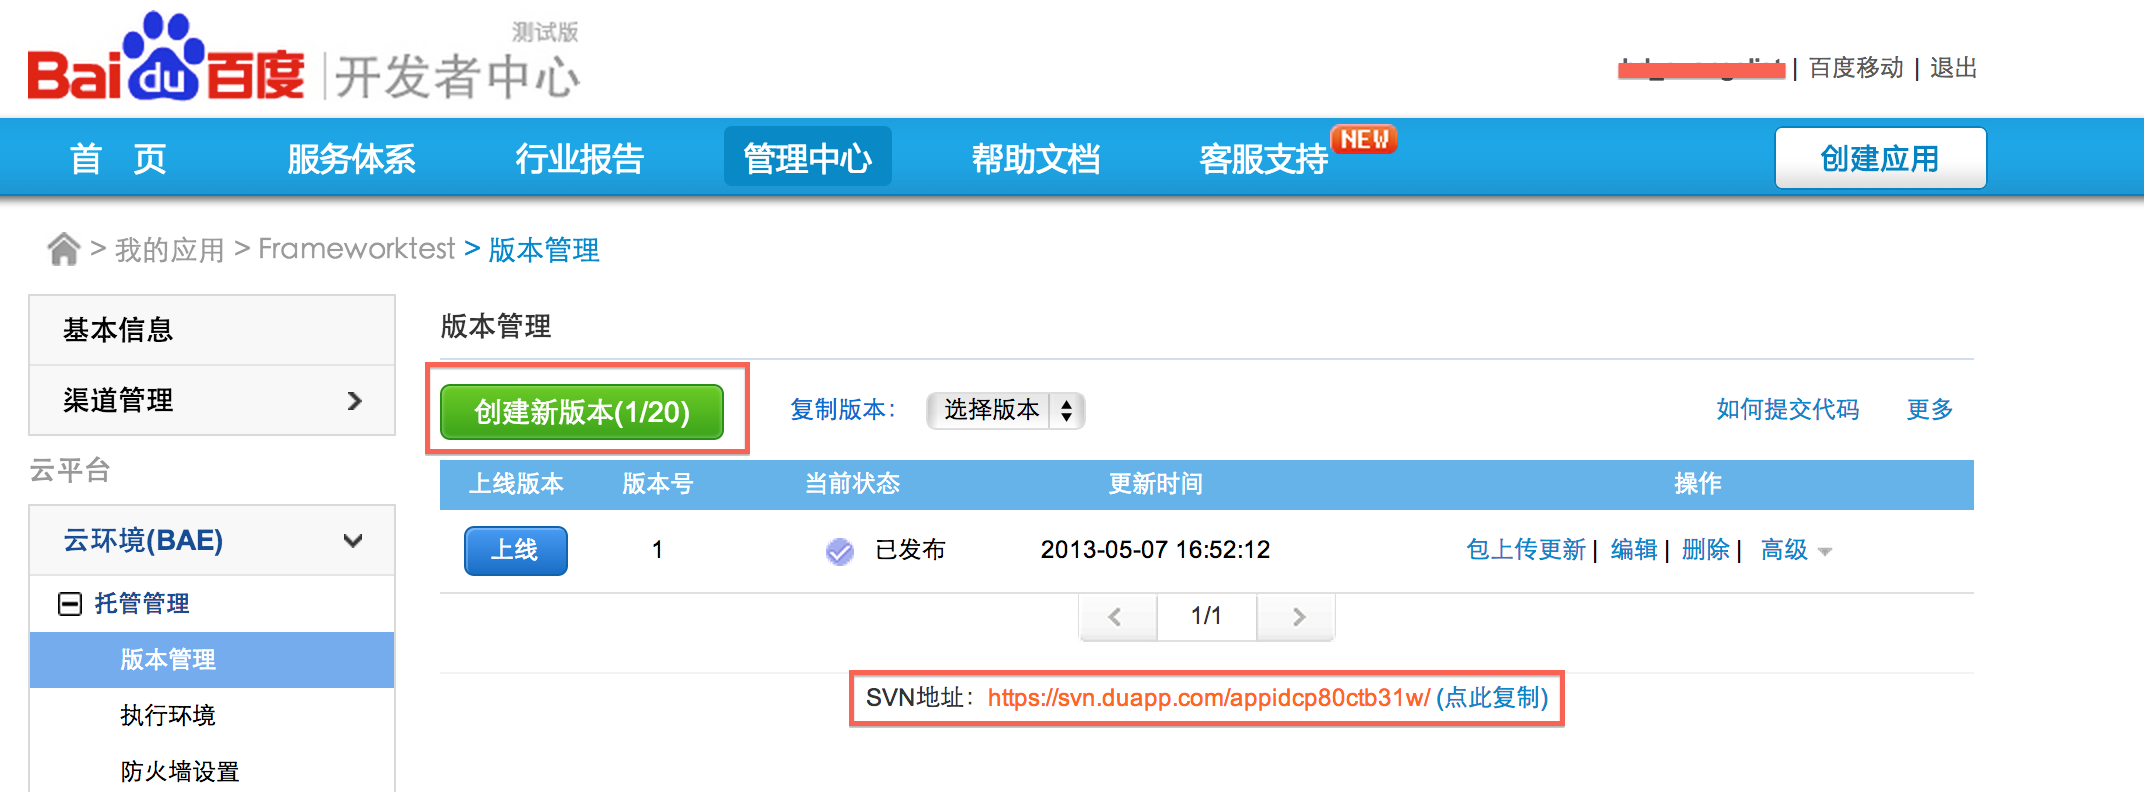 测试版
Bai du 百度 开发者中心
| 百度移动 | 退出
首 页 服务体系 行业报告 管理中心 帮助文档 客服支持 NEW 创建应用
> 我的应用 > Frameworktest > 版本管理
基本信息
渠道管理
云平台
云环境(BAE)
托管管理
版本管理
执行环境
防火墙设置
版本管理
创建新版本(1/20) 复制版本： 选择版本 如何提交代码 更多
上线版本 版本号 当前状态 更新时间 操作
上线 1 已发布 2013-05-07 16:52:12 包上传更新 | 编辑 | 删除 | 高级
1/1
SVN地址：https://svn.duapp.com/appidcp80ctb31w/ (点此复制)